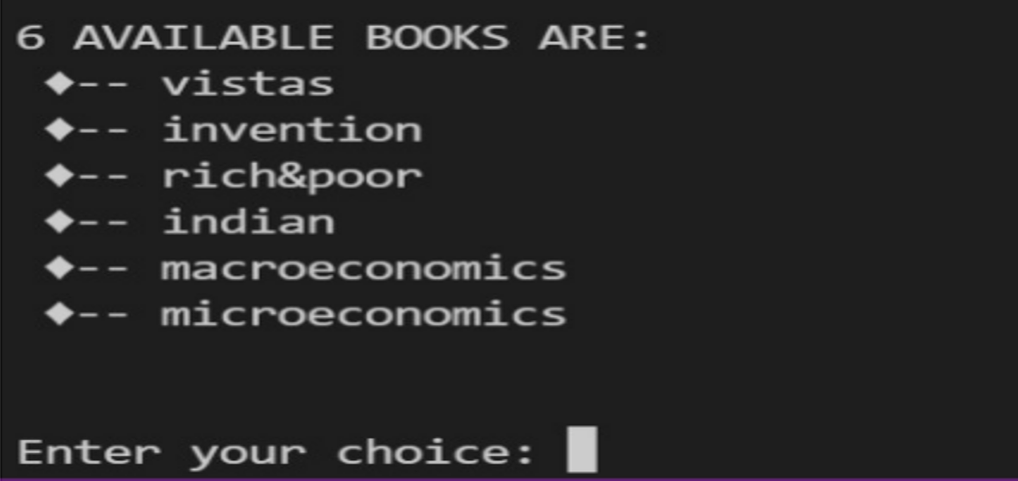 6 AVAILABLE BOOKS ARE:
◆-- vistas
◆-- invention
◆-- rich&poor
◆-- indian
◆-- macroeconomics
◆-- microeconomics
Enter your choice: